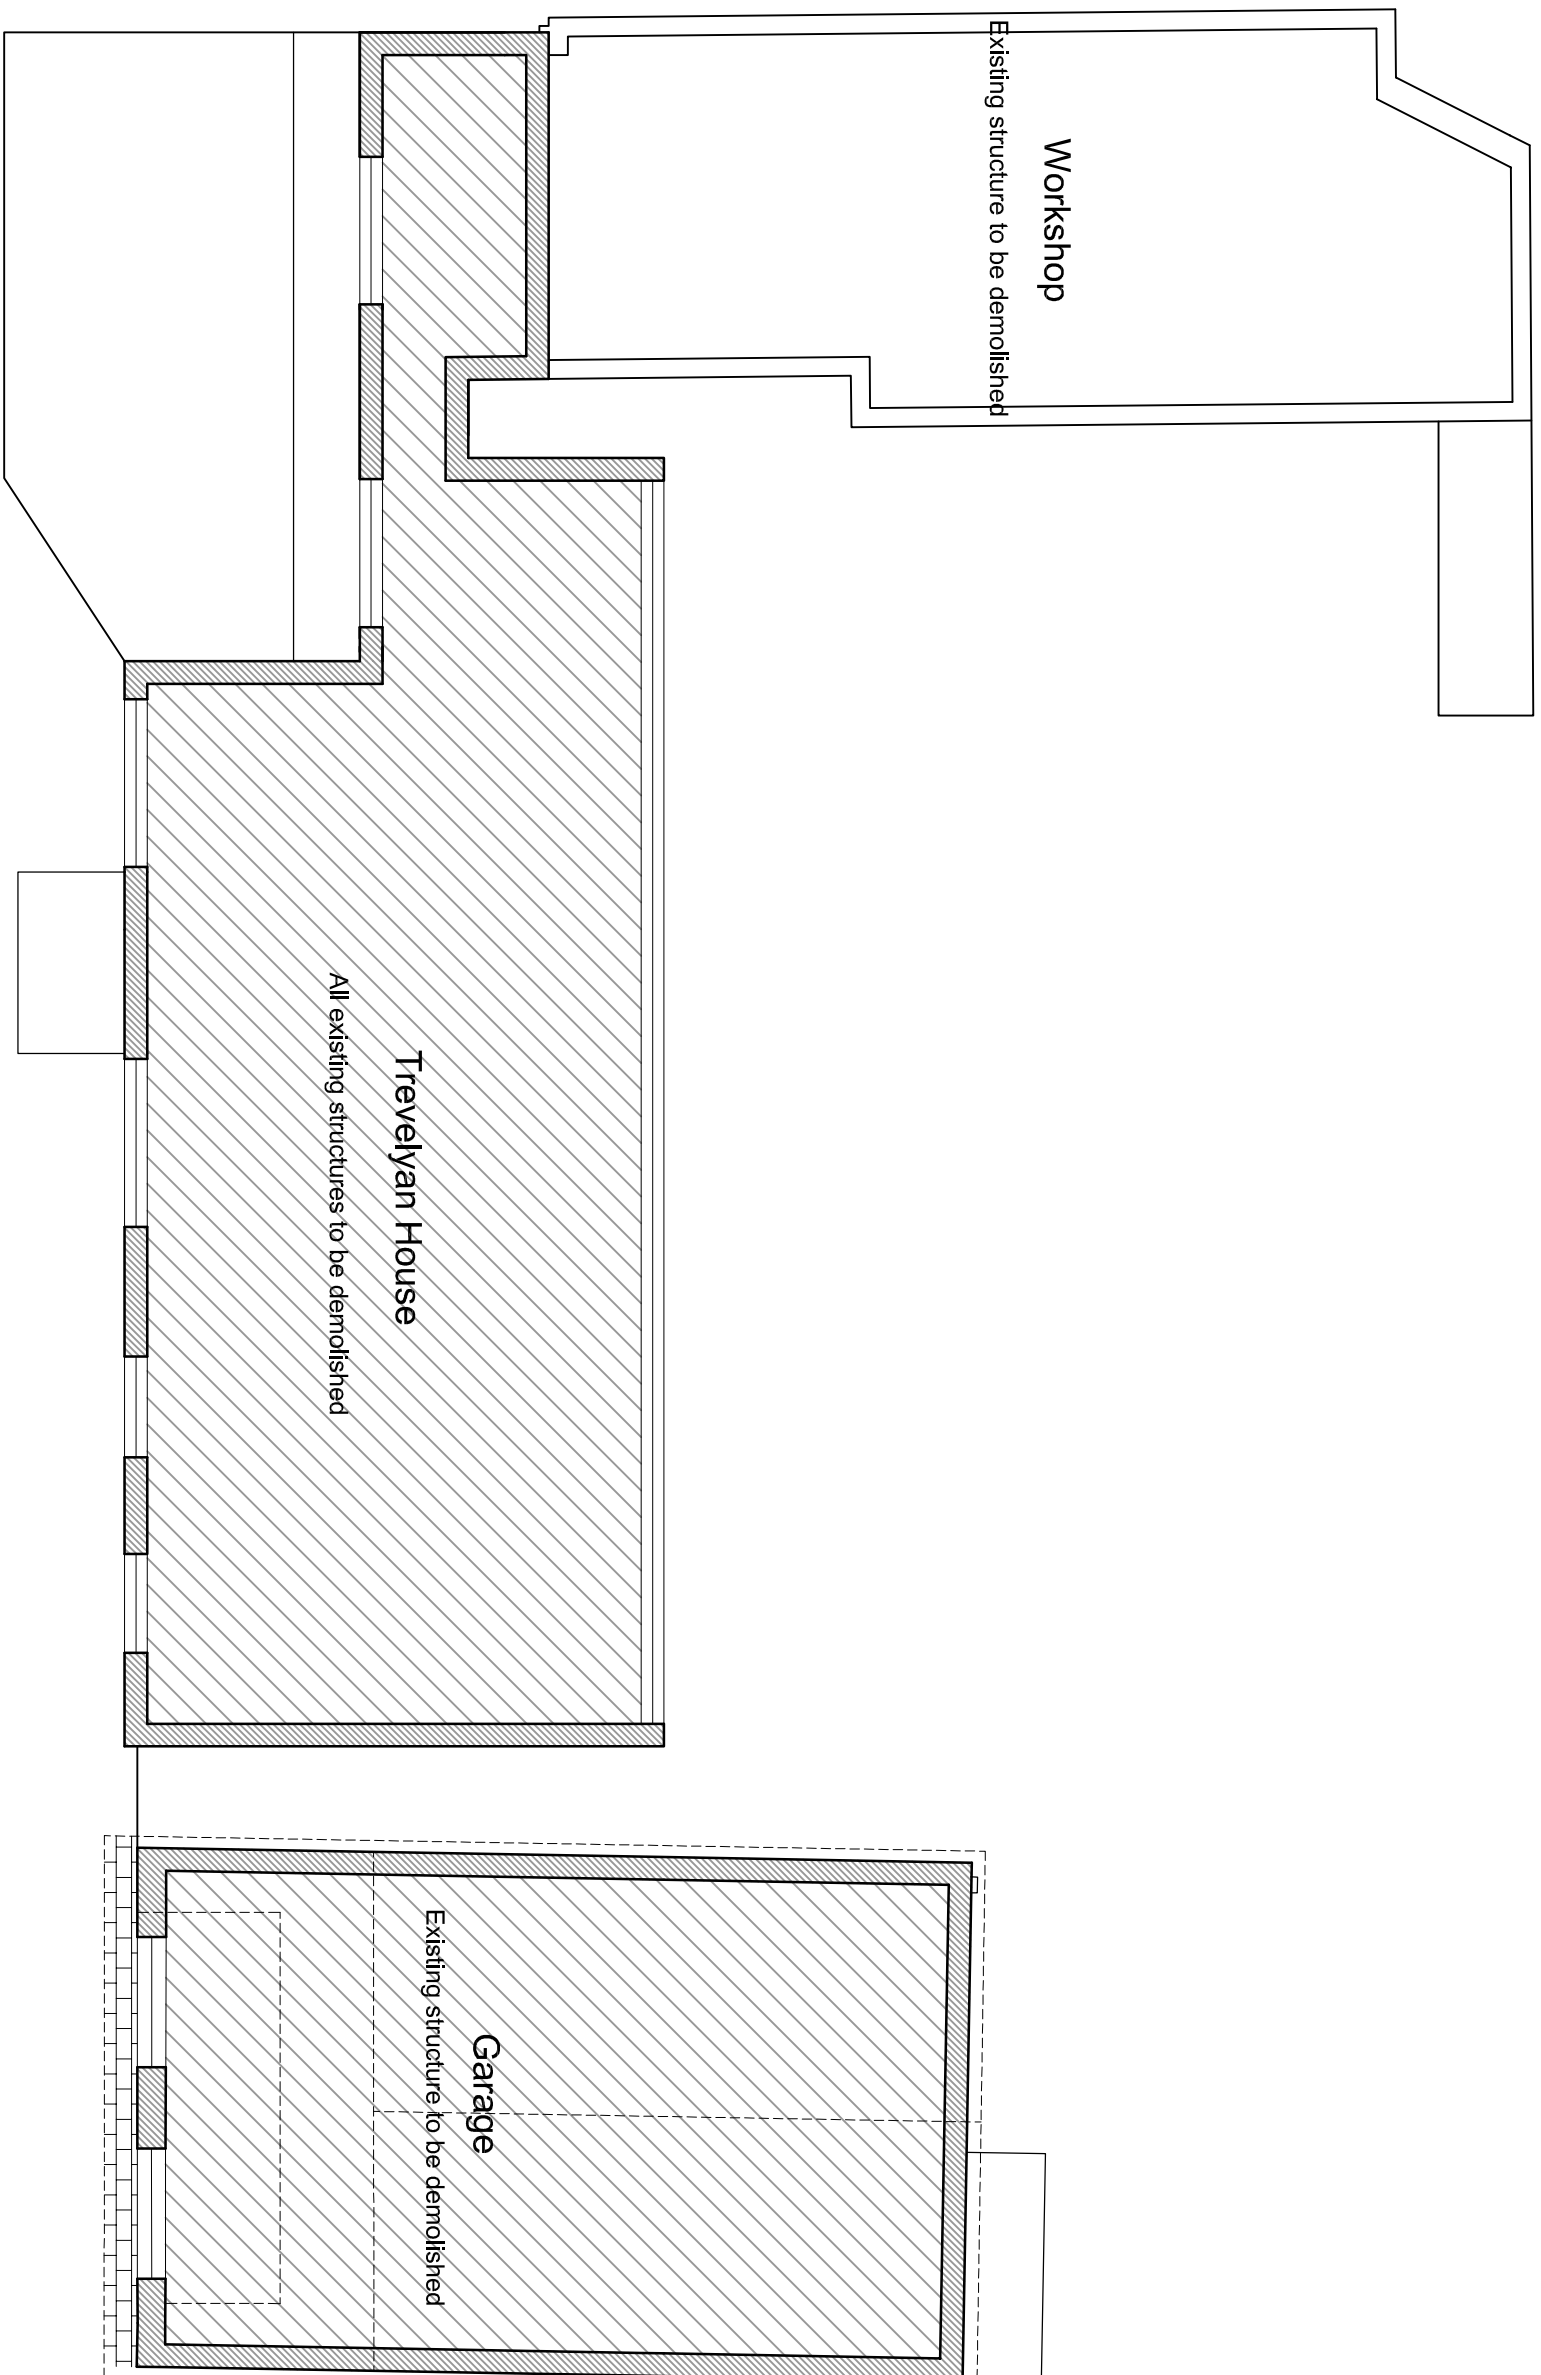 Workshop
Existing structure to be demolished
Trevelyan House
All existing structures to be demolished
Garage
Existing structure to be demolished